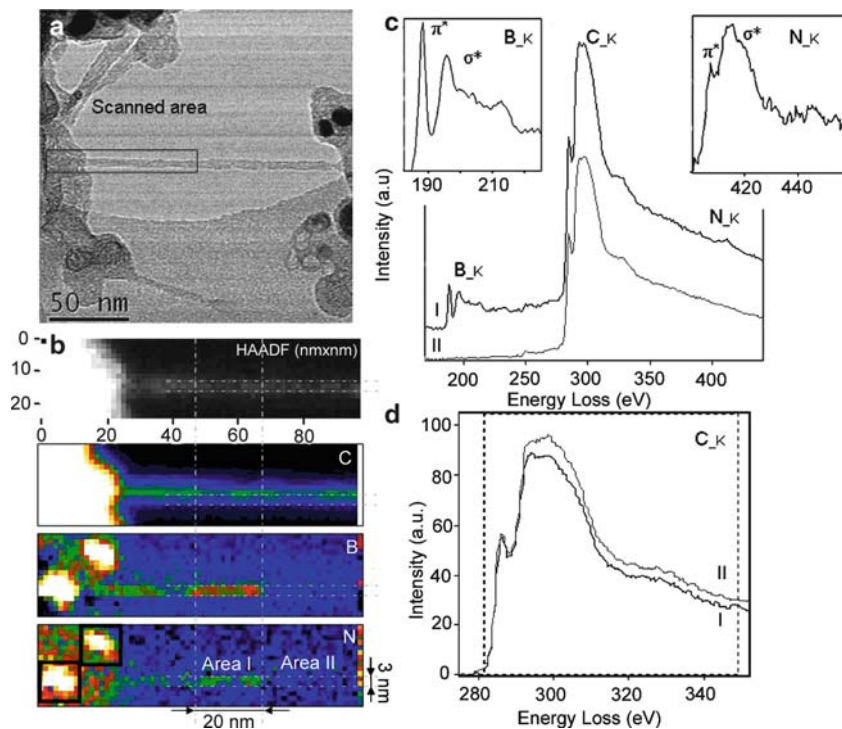 a
Scanned area
50 nm
b
HAADF (nmxnm)
0
10
20
0 20 40 60 80
C
B
N
Area I Area II
3 nm
20 nm
c
π*
B_K
σ*
190 210
C_K
N_K
π*
σ*
420 440
Intensity (a.u)
B_K
N_K
I
II
200 250 300 350 400
Energy Loss (eV)
d
100
80
60
40
20
0
C_K
II
I
Intensity (a.u.)
280 300 320 340
Energy Loss (eV)